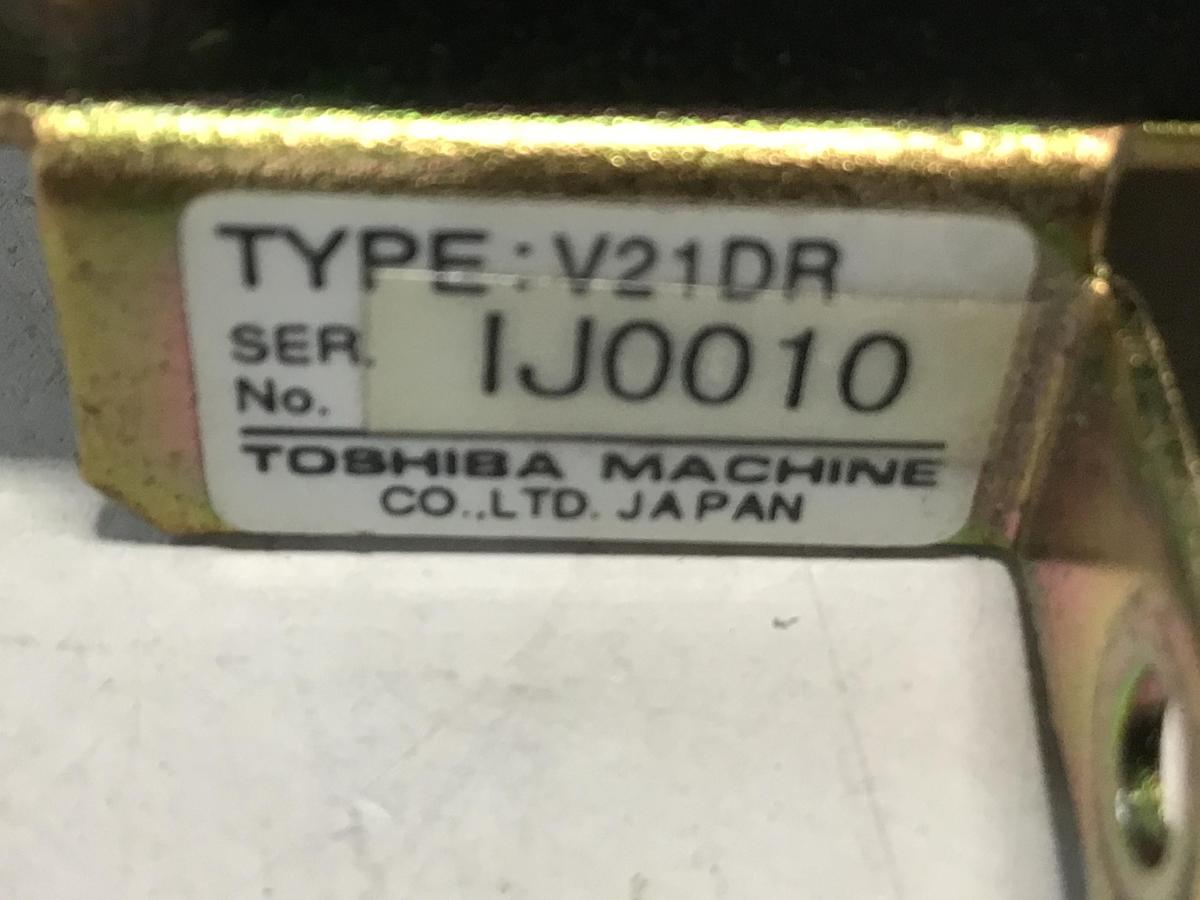 TYPE: V21DR
SER. No. IJ0010
TOSHIBA MACHINE
CO.,LTD. JAPAN